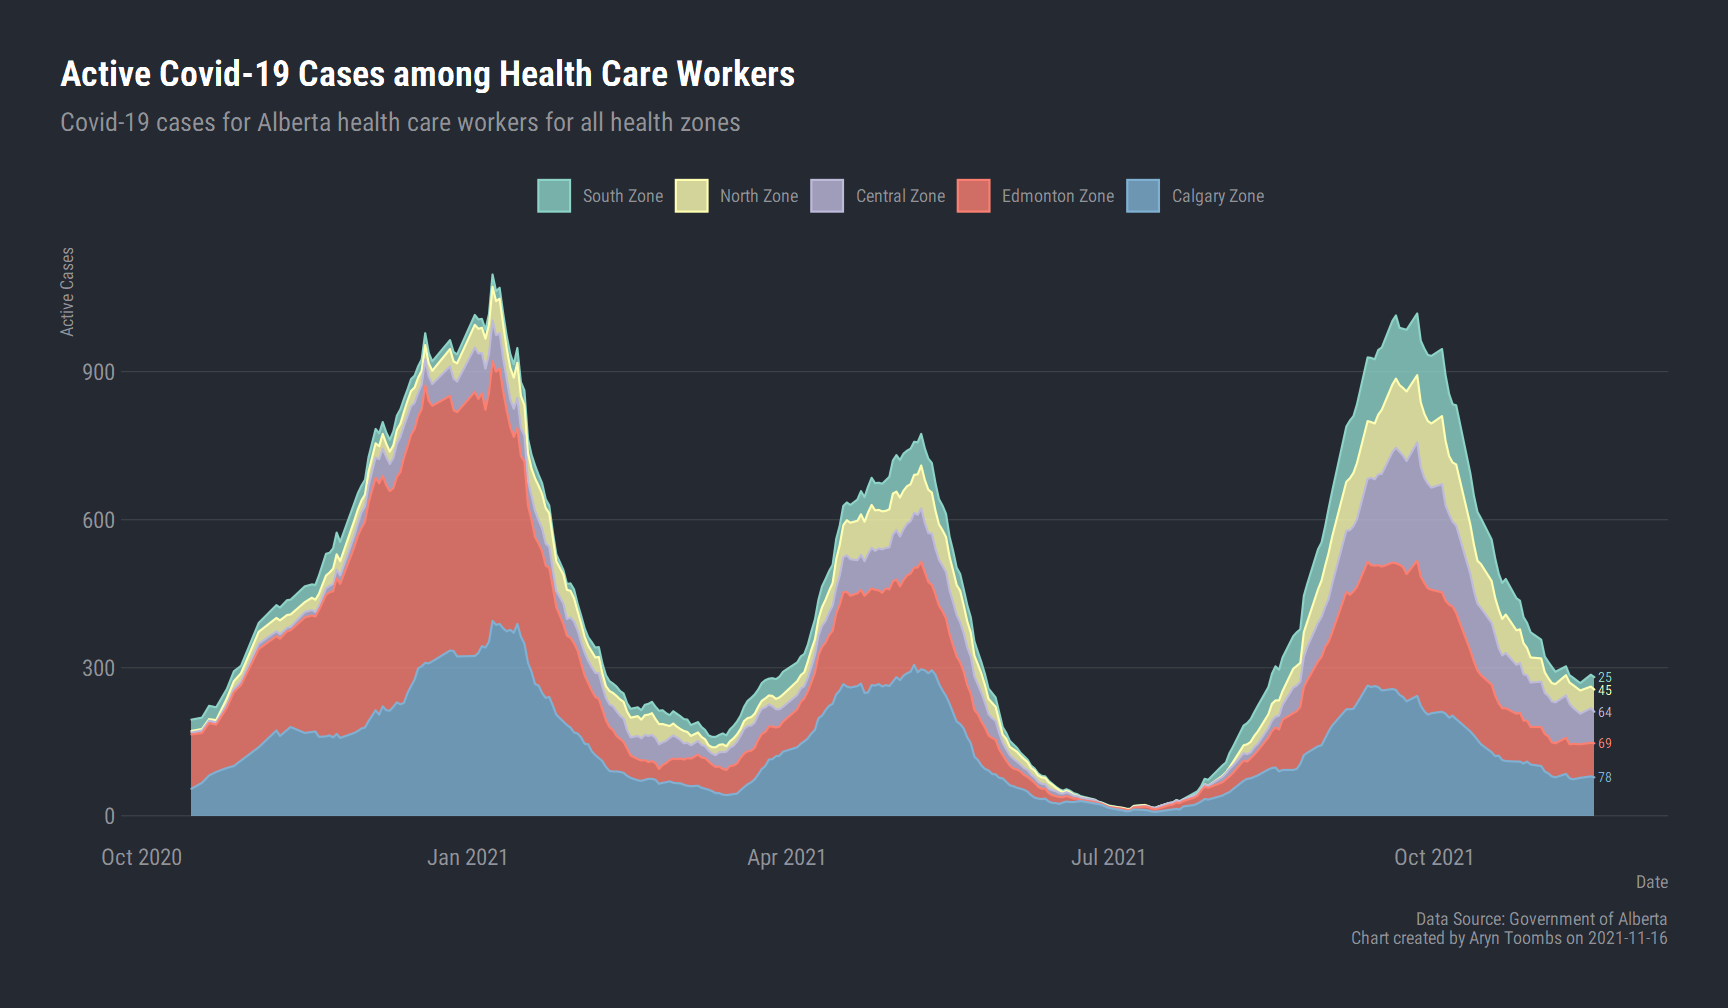 Active Covid-19 Cases among Health Care Workers
Covid-19 cases for Alberta health care workers for all health zones
South Zone North Zone Central Zone Edmonton Zone Calgary Zone
Active Cases
900
600
300
0
25
45
64
69
78
Oct 2020 Jan 2021 Apr 2021 Jul 2021 Oct 2021
Date
Data Source: Government of Alberta
Chart created by Aryn Toombs on 2021-11-16